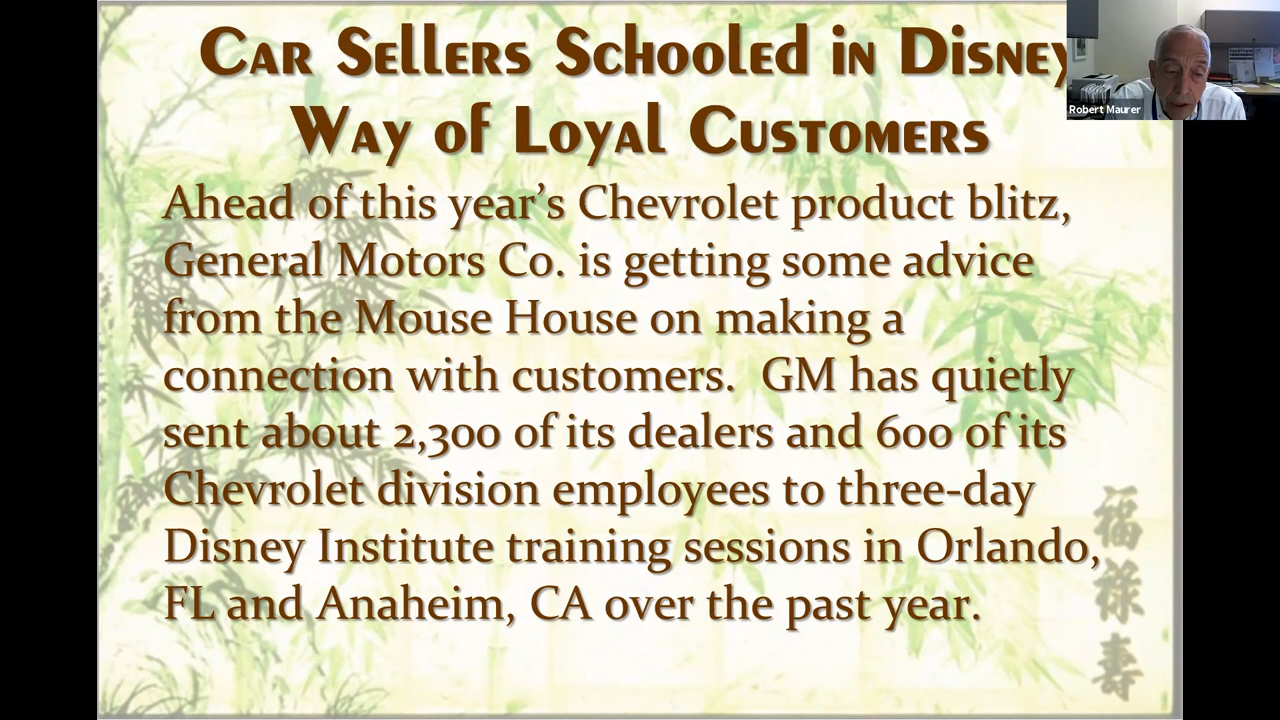 Car Sellers Schooled in Disney
Way of Loyal Customers
Robert Maurer
Ahead of this year's Chevrolet product blitz,
General Motors Co. is getting some advice
from the Mouse House on making a
connection with customers.  GM has quietly
sent about 2,300 of its dealers and 600 of its
Chevrolet division employees to three-day
Disney Institute training sessions in Orlando,
FL and Anaheim, CA over the past year.
福
祿
壽